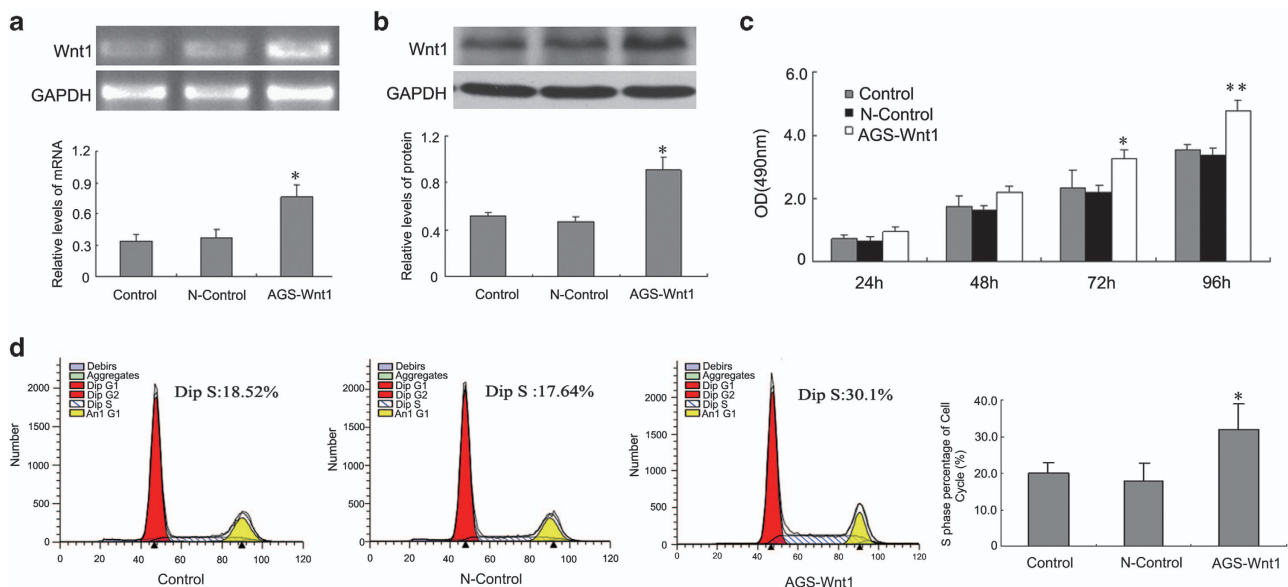 a
Wnt1
GAPDH
Relative levels of mRNA
1.2
0.9
0.6
0.3
0
*
Control N-Control AGS-Wnt1
b
Wnt1
GAPDH
Relative levels of protein
1.2
0.8
0.4
0
*
Control N-Control AGS-Wnt1
c
OD(490nm)
6.0
4.0
2.0
0.0
Control
N-Control
AGS-Wnt1
*
**
24h 48h 72h 96h
d
Number
2000
1500
1000
500
0
Debirs
Aggregates
Dip G1
Dip G2
Dip S
An1 G1
Dip S:18.52%
0 20 40 60 80 100 120
Control
Number
2000
1500
1000
500
0
Debirs
Aggregates
Dip G1
Dip G2
Dip S
An1 G1
Dip S :17.64%
0 20 40 60 80 100 120
N-Control
Number
2000
1500
1000
500
0
Debirs
Aggregates
Dip G1
Dip G2
Dip S
An1 G1
Dip S:30.1%
0 20 40 60 80 100 120
AGS-Wnt1
S phase percentage of Cell
Cycle (%)
40.0
30.0
20.0
10.0
0.0
*
Control N-Control AGS-Wnt1